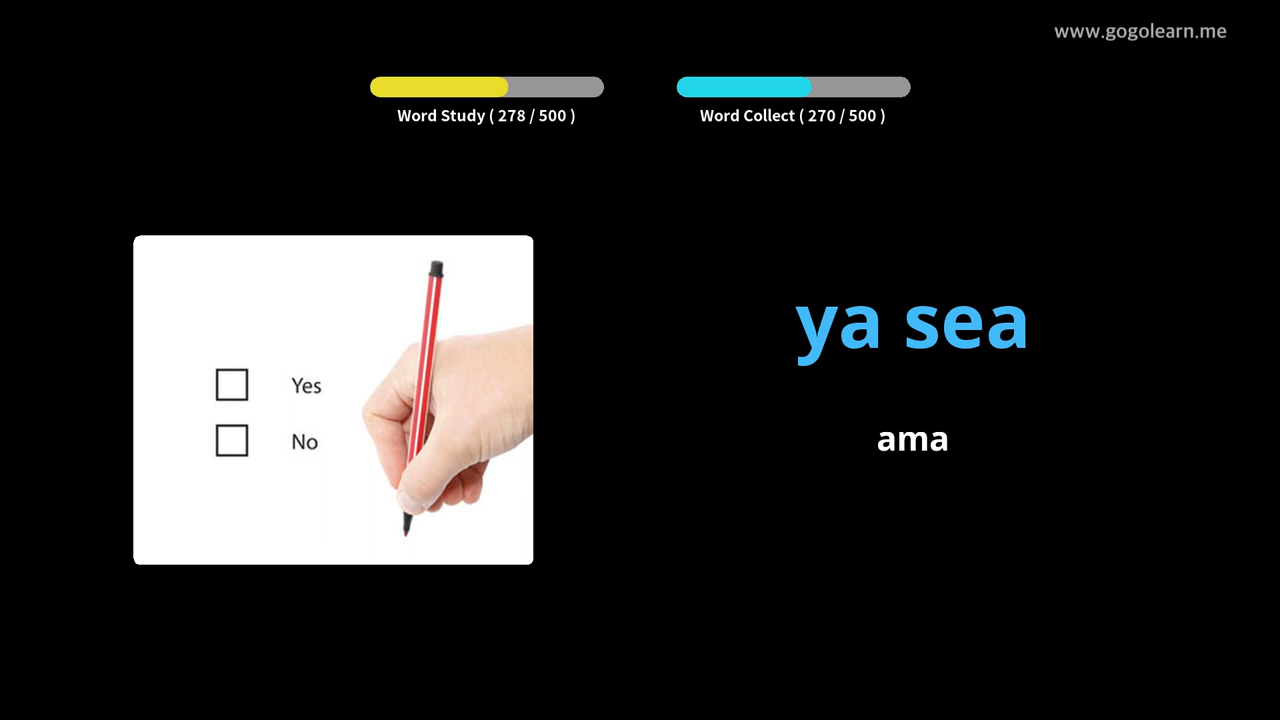 www.gogolearn.me
Word Study ( 278 / 500 )
Word Collect ( 270 / 500 )
Yes
No
ya sea
ama